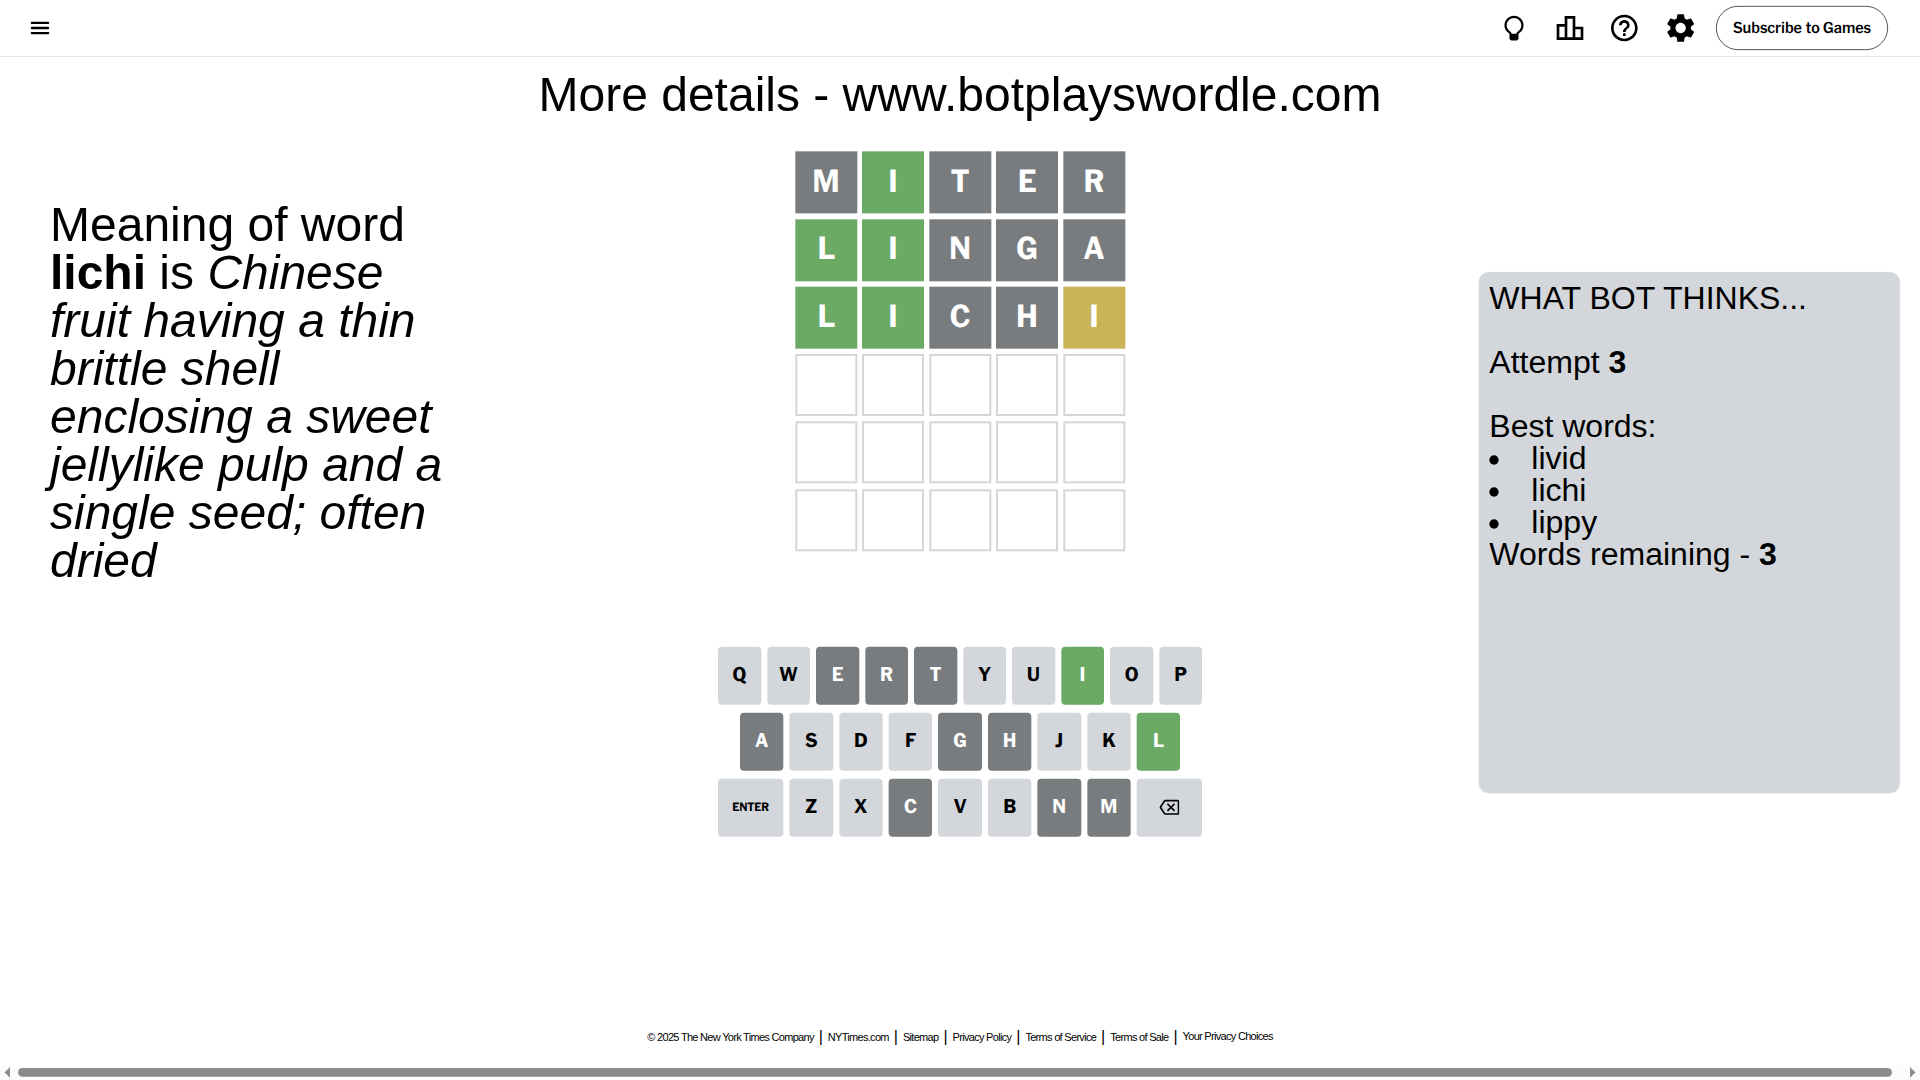 Subscribe to Games
More details - www.botplayswordle.com
Meaning of word
lichi is Chinese
fruit having a thin
brittle shell
enclosing a sweet
jellylike pulp and a
single seed; often
dried
M I T E R
L I N G A
L I C H I
WHAT BOT THINKS...
Attempt 3
Best words:
• livid
• lichi
• lippy
Words remaining - 3
Q W E R T Y U I O P
A S D F G H J K L
ENTER Z X C V B N M
© 2025 The New York Times Company | NYTimes.com | Sitemap | Privacy Policy | Terms of Service | Terms of Sale | Your Privacy Choices